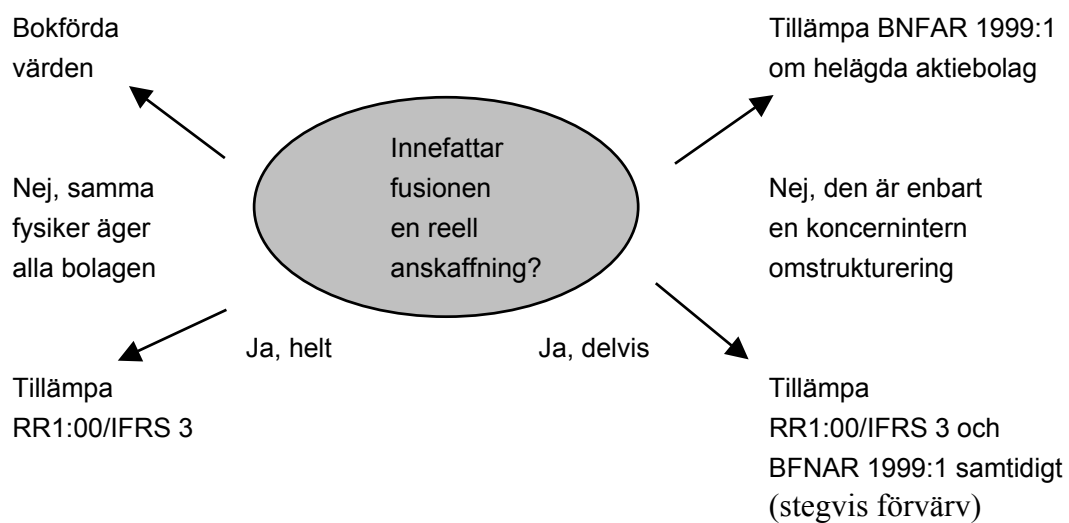 Bokförda
värden
Tillämpa BNFAR 1999:1
om helägda aktiebolag
Innefattar
fusionen
en reell
anskaffning?
Nej, samma
fysiker äger
alla bolagen
Nej, den är enbart
en koncernintern
omstrukturering
Ja, helt
Ja, delvis
Tillämpa
RR1:00/IFRS 3
Tillämpa
RR1:00/IFRS 3 och
BFNAR 1999:1 samtidigt
(stegvis förvärv)